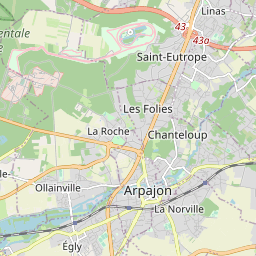 Linas
43
43a
entale
Saint-Eutrope
Les Folies
La Roche
Chanteloup
Ollainville
Arpajon
La Norville
Égly